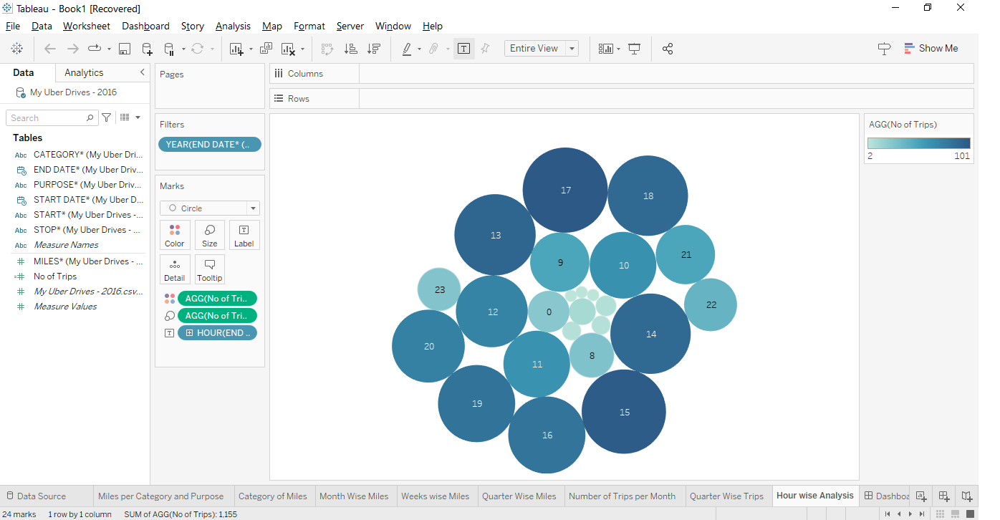 Tableau - Book1 [Recovered]
File Data Worksheet Dashboard Story Analysis Map Format Server Window Help
Entire View
Show Me
Data Analytics
My Uber Drives - 2016
Search
Tables
Abc CATEGORY* (My Uber Dri...
END DATE* (My Uber Driv...
Abc PURPOSE* (My Uber Driv...
START DATE* (My Uber D...
Abc START* (My Uber Drives -...
Abc STOP* (My Uber Drives - ...
Abc Measure Names
# MILES* (My Uber Drives - ...
=# No of Trips
# My Uber Drives - 2016.csv...
# Measure Values
Pages
Filters
YEAR(END DATE* (..
Marks
Circle
Color Size T Label
Detail Tooltip
AGG(No of Tri..
AGG(No of Tri..
T HOUR(END ..
Columns
Rows
17
18
13
21
9
10
23
22
12
0
14
20
8
11
19
15
16
AGG(No of Trips)
2 101
Data Source Miles per Category and Purpose Category of Miles Month Wise Miles Weeks wise Miles Quarter Wise Miles Number of Trips per Month Quarter Wise Trips Hour wise Analysis Dashboa
24 marks 1 row by 1 column SUM of AGG(No of Trips): 1,155